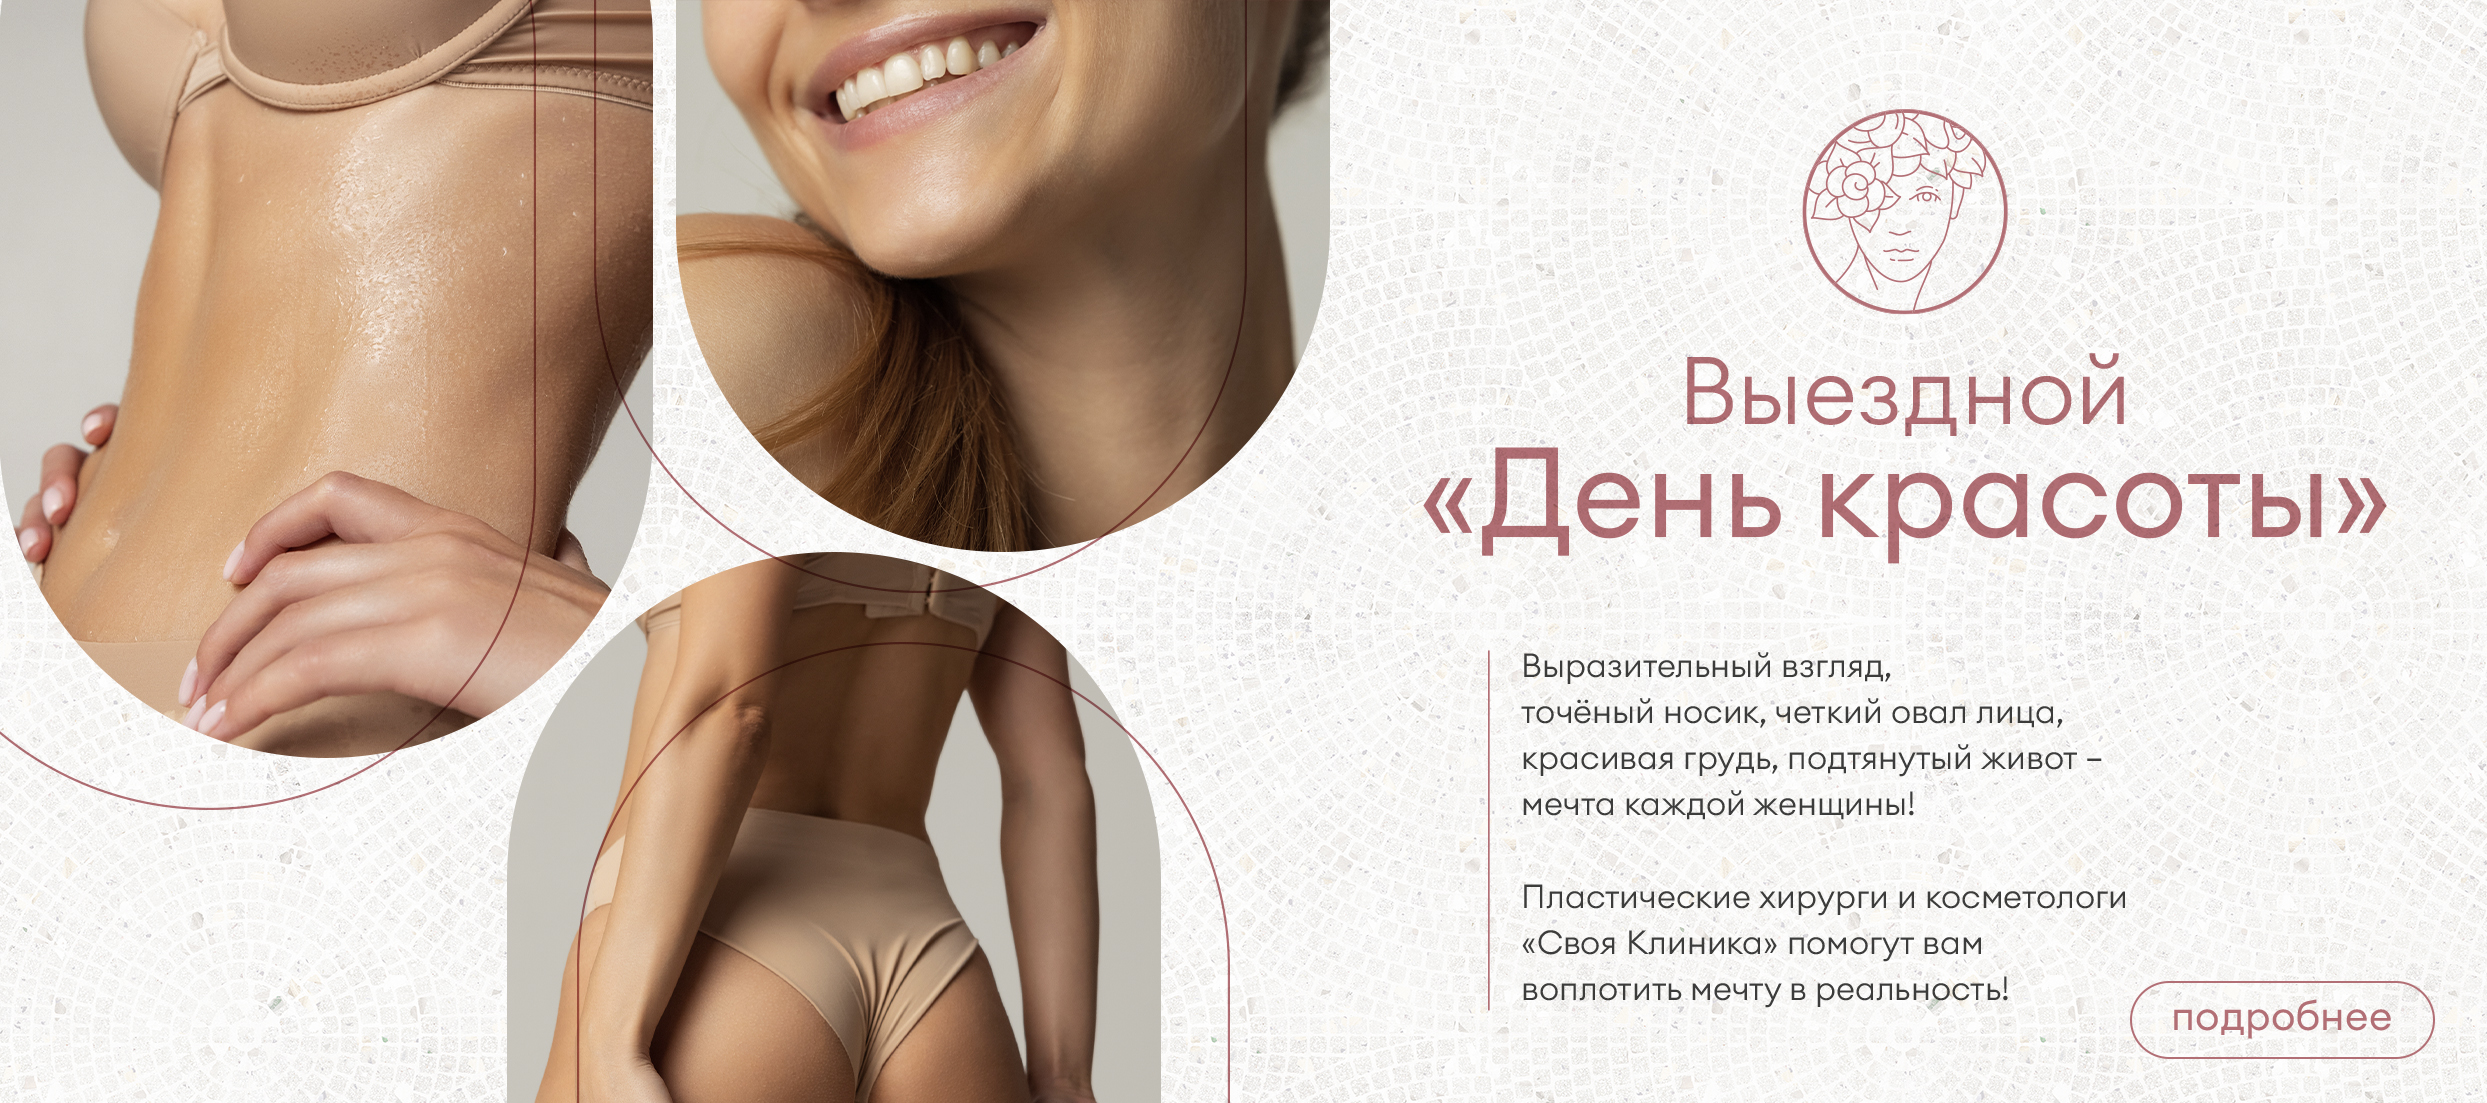 Выездной
«День красоты»
Выразительный взгляд,
точёный носик, четкий овал лица,
красивая грудь, подтянутый живот –
мечта каждой женщины!
Пластические хирурги и косметологи
«Своя Клиника» помогут вам
воплотить мечту в реальность!
подробнее